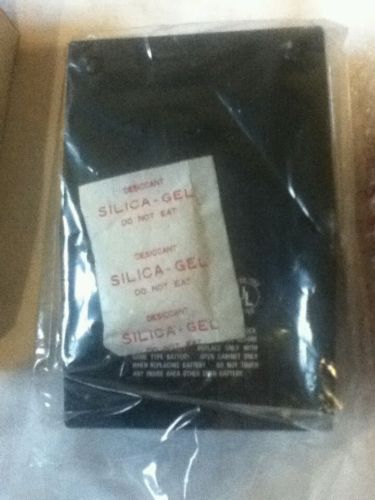 DESICCANT
SILICA-GEL
DO NOT EAT
DESICCANT
SILICA-GEL
DO NOT EAT
DESICCANT
SILICA-GEL
UL
REPLACE ONLY WITH
SAME TYPE BATTERY. OPEN CABINET ONLY
WHEN REPLACING BATTERY. DO NOT TOUCH
ANY INSIDE AREA OTHER THAN BATTERY.